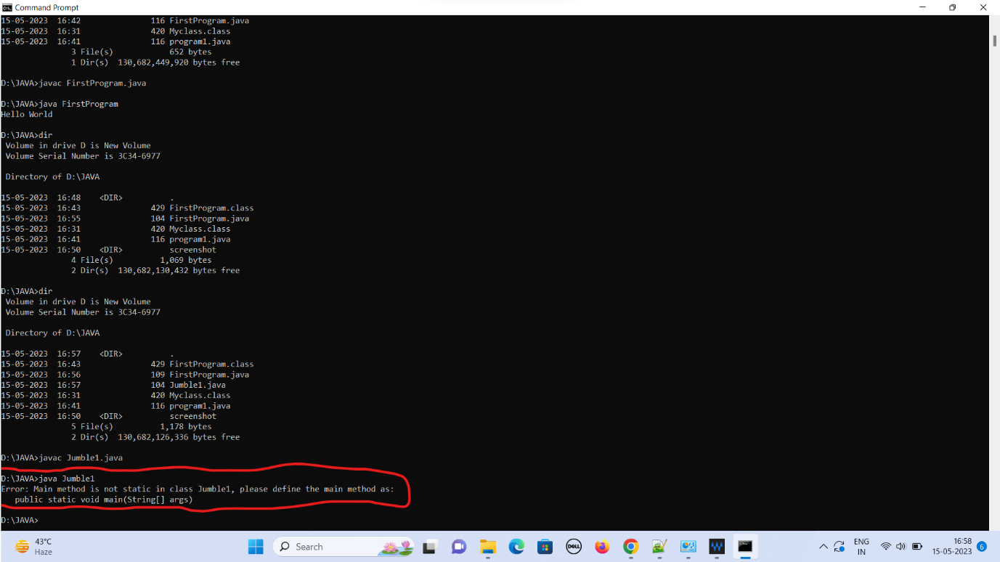 Command Prompt
15-05-2023  16:42               116 FirstProgram.java
15-05-2023  16:31               420 Myclass.class
15-05-2023  16:41               116 program1.java
3 File(s)            652 bytes
1 Dir(s)  130,682,449,920 bytes free
D:\JAVA>javac FirstProgram.java
D:\JAVA>java FirstProgram
Hello World
D:\JAVA>dir
Volume in drive D is New Volume
Volume Serial Number is 3C34-6977
Directory of D:\JAVA
15-05-2023  16:48    <DIR>          .
15-05-2023  16:43               429 FirstProgram.class
15-05-2023  16:55               104 FirstProgram.java
15-05-2023  16:31               420 Myclass.class
15-05-2023  16:41               116 program1.java
15-05-2023  16:50    <DIR>          screenshot
4 File(s)          1,069 bytes
2 Dir(s)  130,682,130,432 bytes free
D:\JAVA>dir
Volume in drive D is New Volume
Volume Serial Number is 3C34-6977
Directory of D:\JAVA
15-05-2023  16:57    <DIR>          .
15-05-2023  16:43               429 FirstProgram.class
15-05-2023  16:56               109 FirstProgram.java
15-05-2023  16:57               104 Jumble1.java
15-05-2023  16:31               420 Myclass.class
15-05-2023  16:41               116 program1.java
15-05-2023  16:50    <DIR>          screenshot
5 File(s)          1,178 bytes
2 Dir(s)  130,682,126,336 bytes free
D:\JAVA>javac Jumble1.java
D:\JAVA>java Jumble1
Error: Main method is not static in class Jumble1, please define the main method as:
public static void main(String[] args)
D:\JAVA>
43°C
Haze
Search
DELL
ENG
IN
16:58
15-05-2023
6